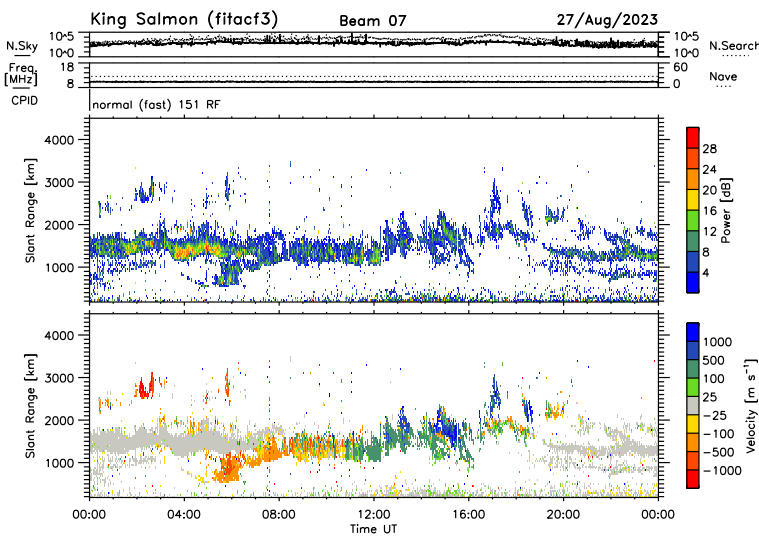 King Salmon (fitacf3) Beam 07 27/Aug/2023
N.Sky 10^5 10^0 10^5 10^0 N.Search
Freq. [MHz] 18 8 60 0 Nave
CPID normal (fast) 151 RF
Slant Range [km] 4000 3000 2000 1000
Power [dB] 28 24 20 16 12 8 4
Slant Range [km] 4000 3000 2000 1000
Velocity [m s⁻¹] 1000 500 100 25 −25 −100 −500 −1000
00:00 04:00 08:00 12:00 16:00 20:00 00:00
Time UT